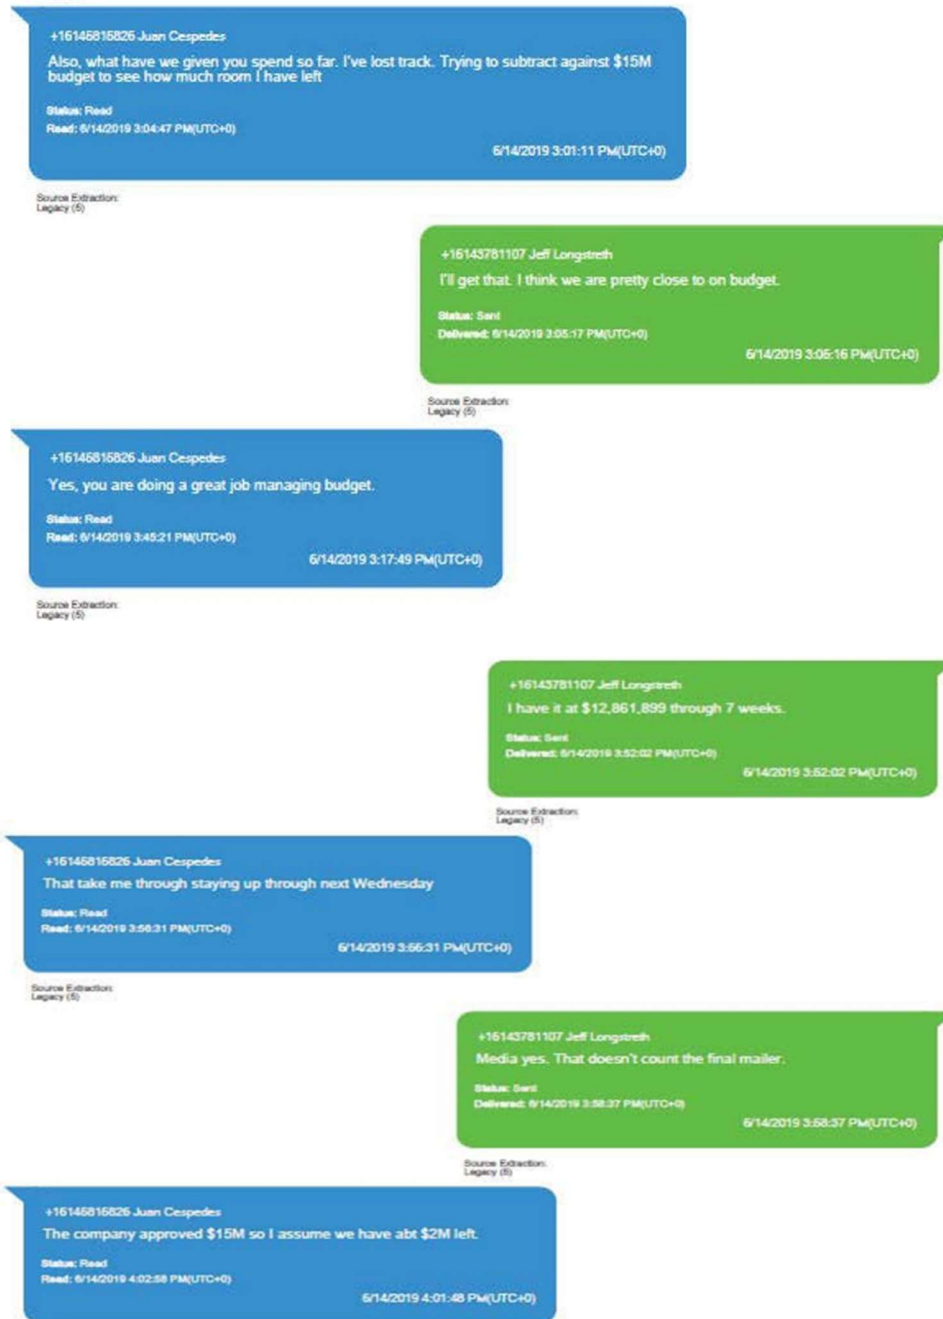 +16145815826 Juan Cespedes
Also, what have we given you spend so far. I've lost track. Trying to subtract against $15M
budget to see how much room I have left
Status: Read
Read: 6/14/2019 3:04:47 PM(UTC+0)
6/14/2019 3:01:11 PM(UTC+0)
Source Extraction:
Legacy (5)
+16143781107 Jeff Longstreth
I'll get that. I think we are pretty close to on budget.
Status: Sent
Delivered: 6/14/2019 3:05:17 PM(UTC+0)
6/14/2019 3:05:16 PM(UTC+0)
Source Extraction:
Legacy (5)
+16145815826 Juan Cespedes
Yes, you are doing a great job managing budget.
Status: Read
Read: 6/14/2019 3:45:21 PM(UTC+0)
6/14/2019 3:17:49 PM(UTC+0)
Source Extraction:
Legacy (5)
+16143781107 Jeff Longstreth
I have it at $12,861,899 through 7 weeks.
Status: Sent
Delivered: 6/14/2019 3:52:02 PM(UTC+0)
6/14/2019 3:52:02 PM(UTC+0)
Source Extraction:
Legacy (5)
+16145815826 Juan Cespedes
That take me through staying up through next Wednesday
Status: Read
Read: 6/14/2019 3:56:31 PM(UTC+0)
6/14/2019 3:56:31 PM(UTC+0)
Source Extraction:
Legacy (5)
+16143781107 Jeff Longstreth
Media yes. That doesn't count the final mailer.
Status: Sent
Delivered: 6/14/2019 3:58:37 PM(UTC+0)
6/14/2019 3:58:37 PM(UTC+0)
Source Extraction:
Legacy (5)
+16145815826 Juan Cespedes
The company approved $15M so I assume we have abt $2M left.
Status: Read
Read: 6/14/2019 4:02:58 PM(UTC+0)
6/14/2019 4:01:48 PM(UTC+0)